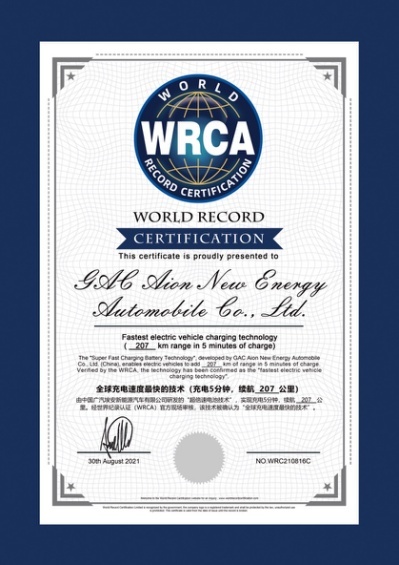 WORLD
WRCA
RECORD CERTIFICATION
WORLD RECORD
CERTIFICATION
This certificate is proudly presented to
GAC Aion New Energy
Automobile Co., Ltd.
Fastest electric vehicle charging technology
( 207 km range in 5 minutes of charge)
The "Super Fast Charging Battery Technology", developed by GAC Aion New Energy Automobile
Co., Ltd. (China), enables electric vehicles to add 207 km of range in 5 minutes of charge
Verified by the WRCA, the technology has been confirmed as the "fastest electric vehicle
charging technology".
全球充电速度最快的技术（充电5分钟，续航 207 公里）
由中国广汽埃安新能源汽车有限公司研发的“超倍速电池技术”，实现充电5分钟，续航 207 公
里。经世界纪录认证（WRCA）官方现场审核，该技术被确认为“全球充电速度最快的技术”。
30th August 2021
NO.WRC210816C